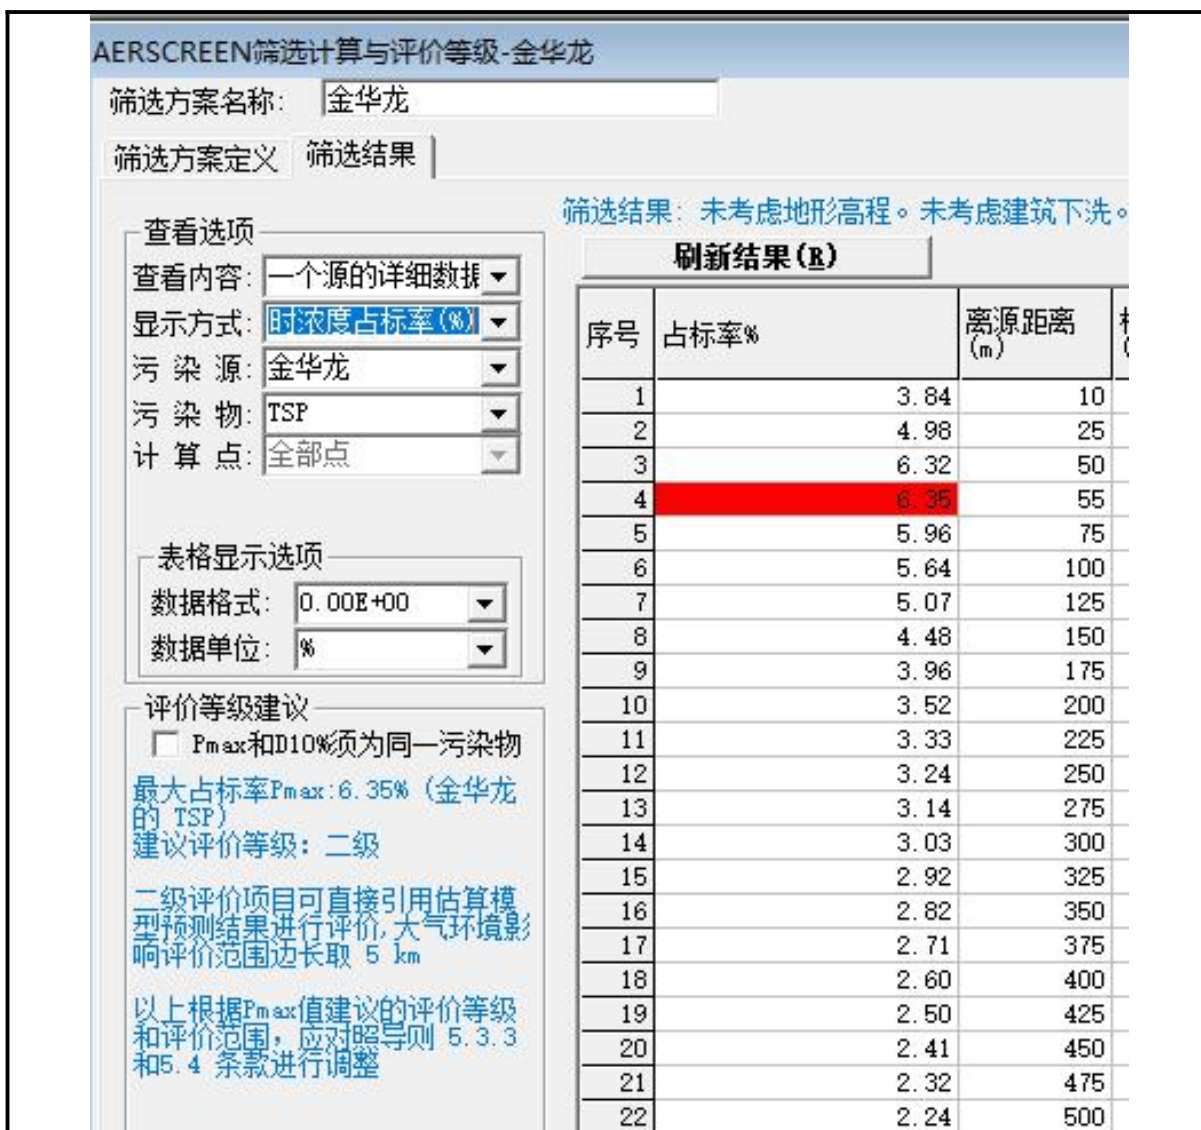 AERSCREEN筛选计算与评价等级-金华龙
筛选方案名称: 金华龙
筛选方案定义 筛选结果
查看选项
查看内容: 一个源的详细数据
显示方式: 时浓度占标率(%)
污 染 源: 金华龙
污 染 物: TSP
计 算 点: 全部点
表格显示选项
数据格式: 0.00E+00
数据单位: %
评价等级建议
Pmax和D10%须为同一污染物
最大占标率Pmax:6.35% (金华龙
的 TSP)
建议评价等级: 二级
二级评价项目可直接引用估算模
型预测结果进行评价,大气环境影
响评价范围边长取 5 km
以上根据Pmax值建议的评价等级
和评价范围,应对照导则 5.3.3
和5.4 条款进行调整
筛选结果: 未考虑地形高程。未考虑建筑下洗。
刷新结果(R)
序号 占标率% 离源距离
(m)
1 3.84 10
2 4.98 25
3 6.32 50
4 6.35 55
5 5.96 75
6 5.64 100
7 5.07 125
8 4.48 150
9 3.96 175
10 3.52 200
11 3.33 225
12 3.24 250
13 3.14 275
14 3.03 300
15 2.92 325
16 2.82 350
17 2.71 375
18 2.60 400
19 2.50 425
20 2.41 450
21 2.32 475
22 2.24 500